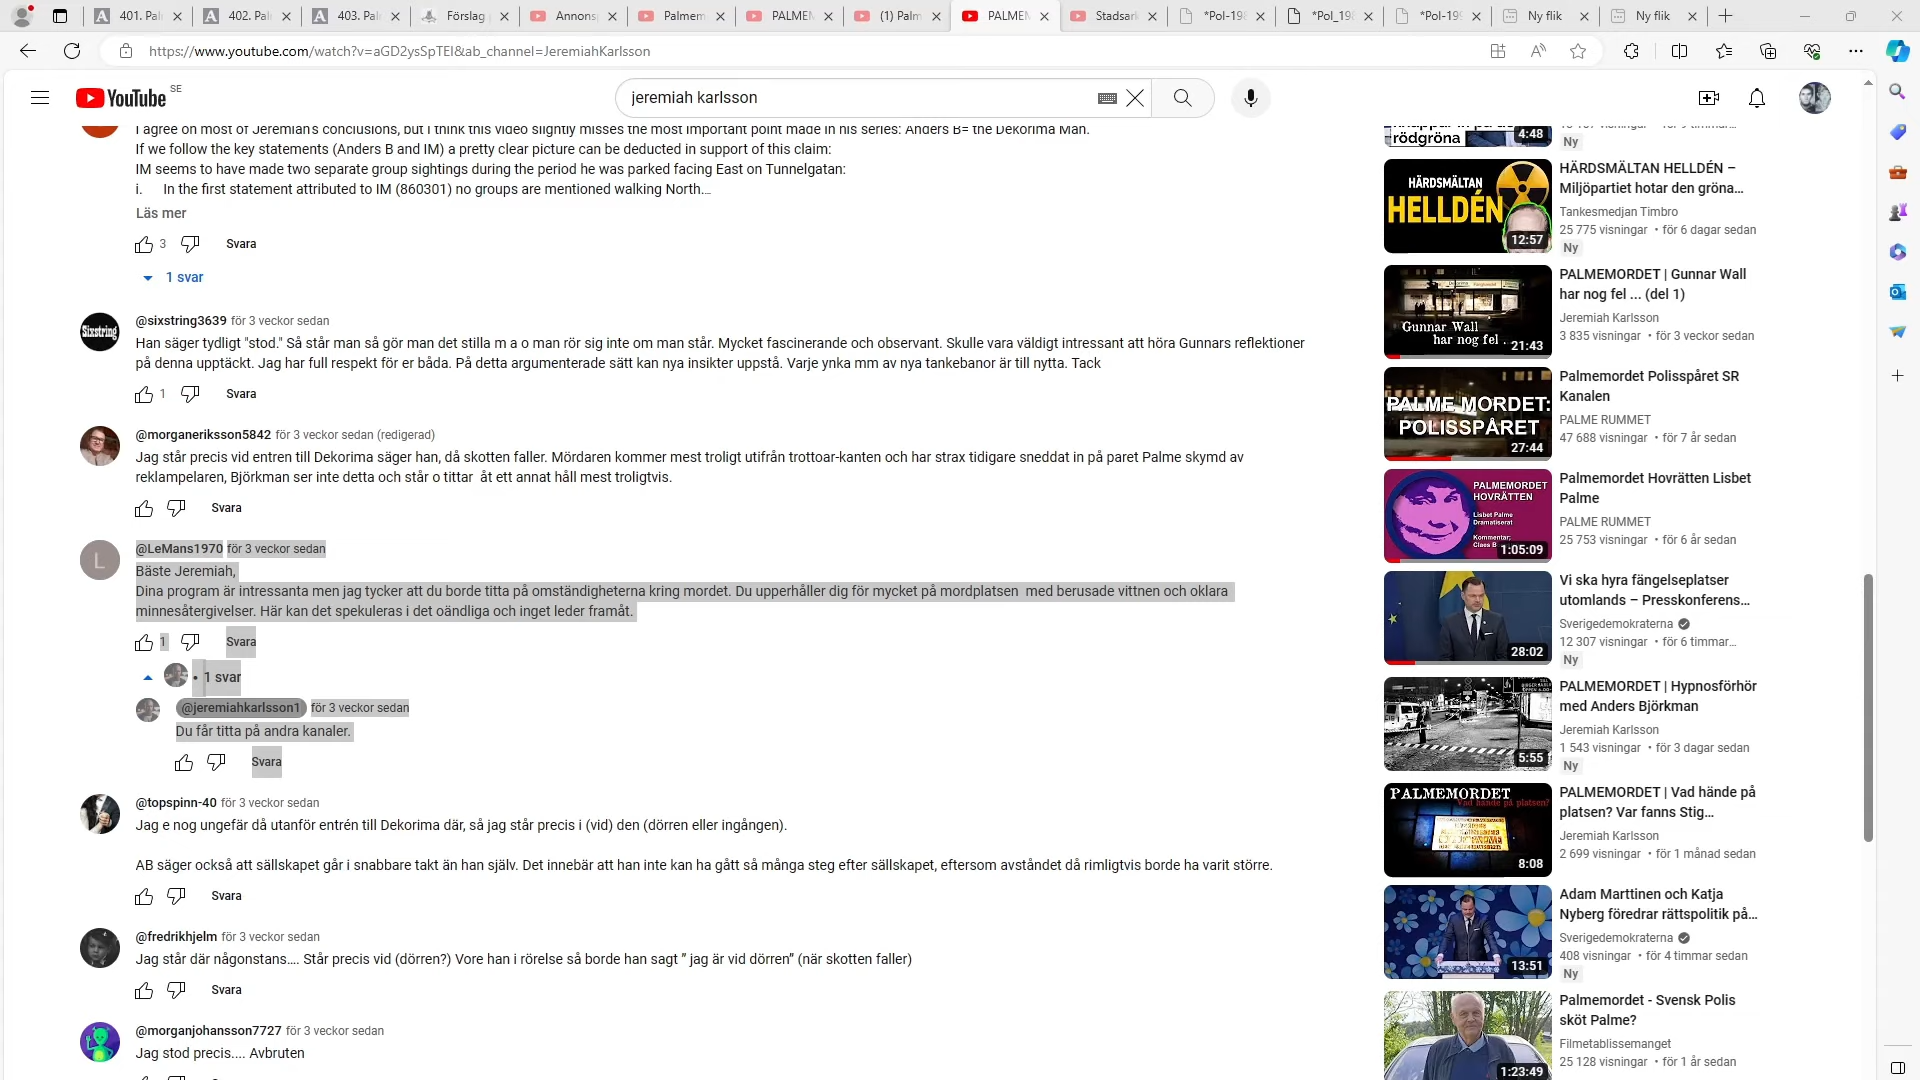 401. Pal
402. Pal
403. Pal
Förslag
Annonsp
Palmem
PALMEN
(1) Palm
PALMEN
Stadsark
*Pol-198
*Pol_198
*Pol-199
Ny flik
Ny flik
https://www.youtube.com/watch?v=aGD2ysSpTEI&ab_channel=JeremiahKarlsson
YouTube SE
jeremiah karlsson
I agree on most of Jeremiah's conclusions, but I think this video slightly misses the most important point made in his series: Anders B= the Dekorima Man.
If we follow the key statements (Anders B and IM) a pretty clear picture can be deducted in support of this claim:
IM seems to have made two separate group sightings during the period he was parked facing East on Tunnelgatan:
i. In the first statement attributed to IM (860301) no groups are mentioned walking North...
Läs mer
3 Svara
1 svar
Sixstring
@sixstring3639 för 3 veckor sedan
Han säger tydligt "stod." Så står man så gör man det stilla m a o man rör sig inte om man står. Mycket fascinerande och observant. Skulle vara väldigt intressant att höra Gunnars reflektioner
på denna upptäckt. Jag har full respekt för er båda. På detta argumenterade sätt kan nya insikter uppstå. Varje ynka mm av nya tankebanor är till nytta. Tack
1 Svara
@morganeriksson5842 för 3 veckor sedan (redigerad)
Jag står precis vid entren till Dekorima säger han, då skotten faller. Mördaren kommer mest troligt utifrån trottoar-kanten och har strax tidigare sneddat in på paret Palme skymd av
reklampelaren, Björkman ser inte detta och står o tittar åt ett annat håll mest troligtvis.
Svara
L
@LeMans1970 för 3 veckor sedan
Bäste Jeremiah,
Dina program är intressanta men jag tycker att du borde titta på omständigheterna kring mordet. Du upperhåller dig för mycket på mordplatsen med berusade vittnen och oklara
minnesåtergivelser. Här kan det spekuleras i det oändliga och inget leder framåt.
1 Svara
• 1 svar
@jeremiahkarlsson1 för 3 veckor sedan
Du får titta på andra kanaler.
Svara
@topspinn-40 för 3 veckor sedan
Jag e nog ungefär då utanför entrén till Dekorima där, så jag står precis i (vid) den (dörren eller ingången).
AB säger också att sällskapet går i snabbare takt än han själv. Det innebär att han inte kan ha gått så många steg efter sällskapet, eftersom avståndet då rimligtvis borde ha varit större.
Svara
@fredrikhjelm för 3 veckor sedan
Jag står där någonstans.... Står precis vid (dörren?) Vore han i rörelse så borde han sagt ” jag är vid dörren” (när skotten faller)
Svara
@morganjohansson7727 för 3 veckor sedan
Jag stod precis.... Avbruten
rödgröna
4:48
Ny
HÄRDSMÄLTAN
HELLDÉN
12:57
HÄRDSMÄLTAN HELLDÉN –
Miljöpartiet hotar den gröna...
Tankesmedjan Timbro
25 775 visningar • för 6 dagar sedan
Ny
Gunnar Wall
har nog fel ..
21:43
PALMEMORDET | Gunnar Wall
har nog fel ... (del 1)
Jeremiah Karlsson
3 835 visningar • för 3 veckor sedan
PALME MORDET:
POLISSPÅRET
27:44
Palmemordet Polisspåret SR
Kanalen
PALME RUMMET
47 688 visningar • för 7 år sedan
PALMEMORDET
HOVRÄTTEN
Lisbet Palme
Dramatiserat
Kommentar;
Claes B
1:05:09
Palmemordet Hovrätten Lisbet
Palme
PALME RUMMET
25 753 visningar • för 6 år sedan
28:02
Vi ska hyra fängelseplatser
utomlands – Presskonferens...
Sverigedemokraterna
12 307 visningar • för 6 timmar...
Ny
5:55
PALMEMORDET | Hypnosförhör
med Anders Björkman
Jeremiah Karlsson
1 543 visningar • för 3 dagar sedan
Ny
PALMEMORDET
Vad hände på platsen?
8:08
PALMEMORDET | Vad hände på
platsen? Var fanns Stig...
Jeremiah Karlsson
2 699 visningar • för 1 månad sedan
13:51
Adam Marttinen och Katja
Nyberg föredrar rättspolitik på...
Sverigedemokraterna
408 visningar • för 4 timmar sedan
Ny
1:23:49
Palmemordet - Svensk Polis
sköt Palme?
Filmetablissemanget
25 128 visningar • för 1 år sedan